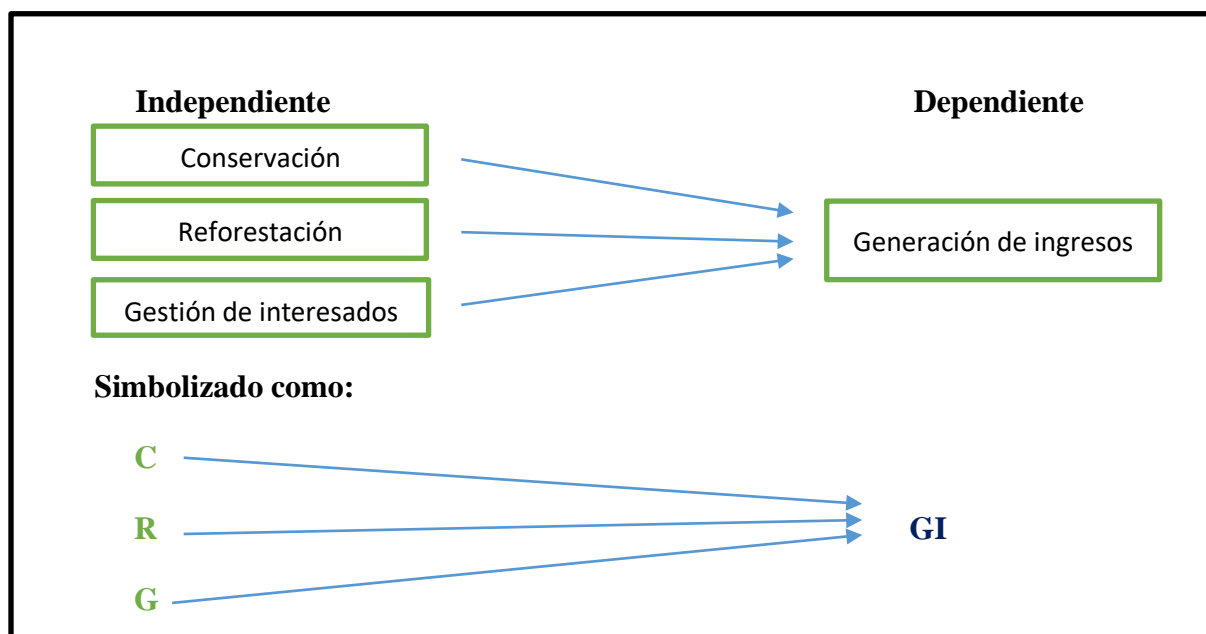 Independiente
Dependiente
Conservación
Reforestación
Generación de ingresos
Gestión de interesados
Simbolizado como:
C
R
GI
G